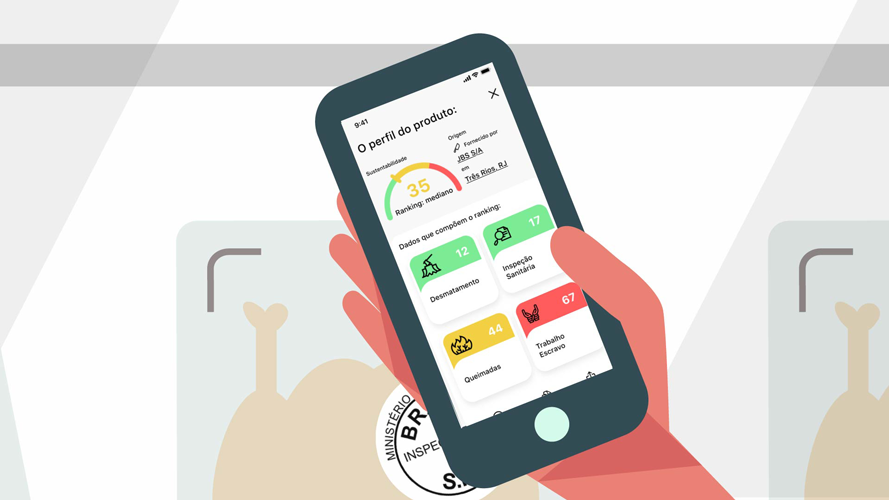 9:41
O perfil do produto:
Sustentabilidade
35
Ranking: mediano
Origem
Fornecido por
JBS S/A
em
Três Rios, RJ
Dados que compõem o ranking:
12
Desmatamento
17
Inspeção
Sanitária
44
Queimadas
67
Trabalho
Escravo
MINISTÉRIO
BR
INSPE
S.